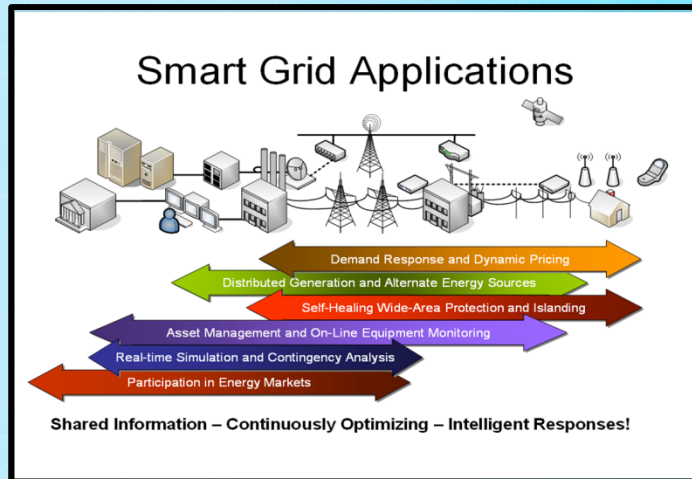 Smart Grid Applications
Demand Response and Dynamic Pricing
Distributed Generation and Alternate Energy Sources
Self-Healing Wide-Area Protection and Islanding
Asset Management and On-Line Equipment Monitoring
Real-time Simulation and Contingency Analysis
Participation in Energy Markets
Shared Information – Continuously Optimizing – Intelligent Responses!